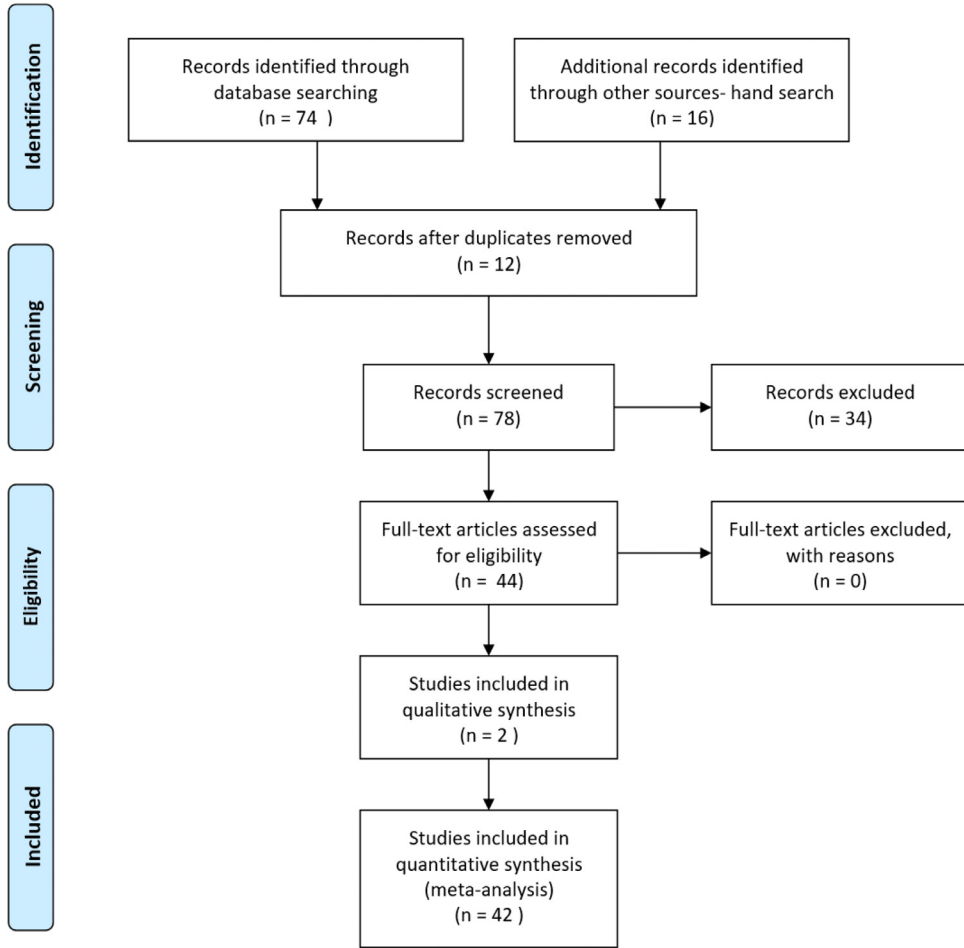 Identification
Records identified through
database searching
(n = 74 )
Additional records identified
through other sources- hand search
(n = 16)
Records after duplicates removed
(n = 12)
Screening
Records screened
(n = 78)
Records excluded
(n = 34)
Eligibility
Full-text articles assessed
for eligibility
(n = 44)
Full-text articles excluded,
with reasons
(n = 0)
Studies included in
qualitative synthesis
(n = 2 )
Included
Studies included in
quantitative synthesis
(meta-analysis)
(n = 42 )